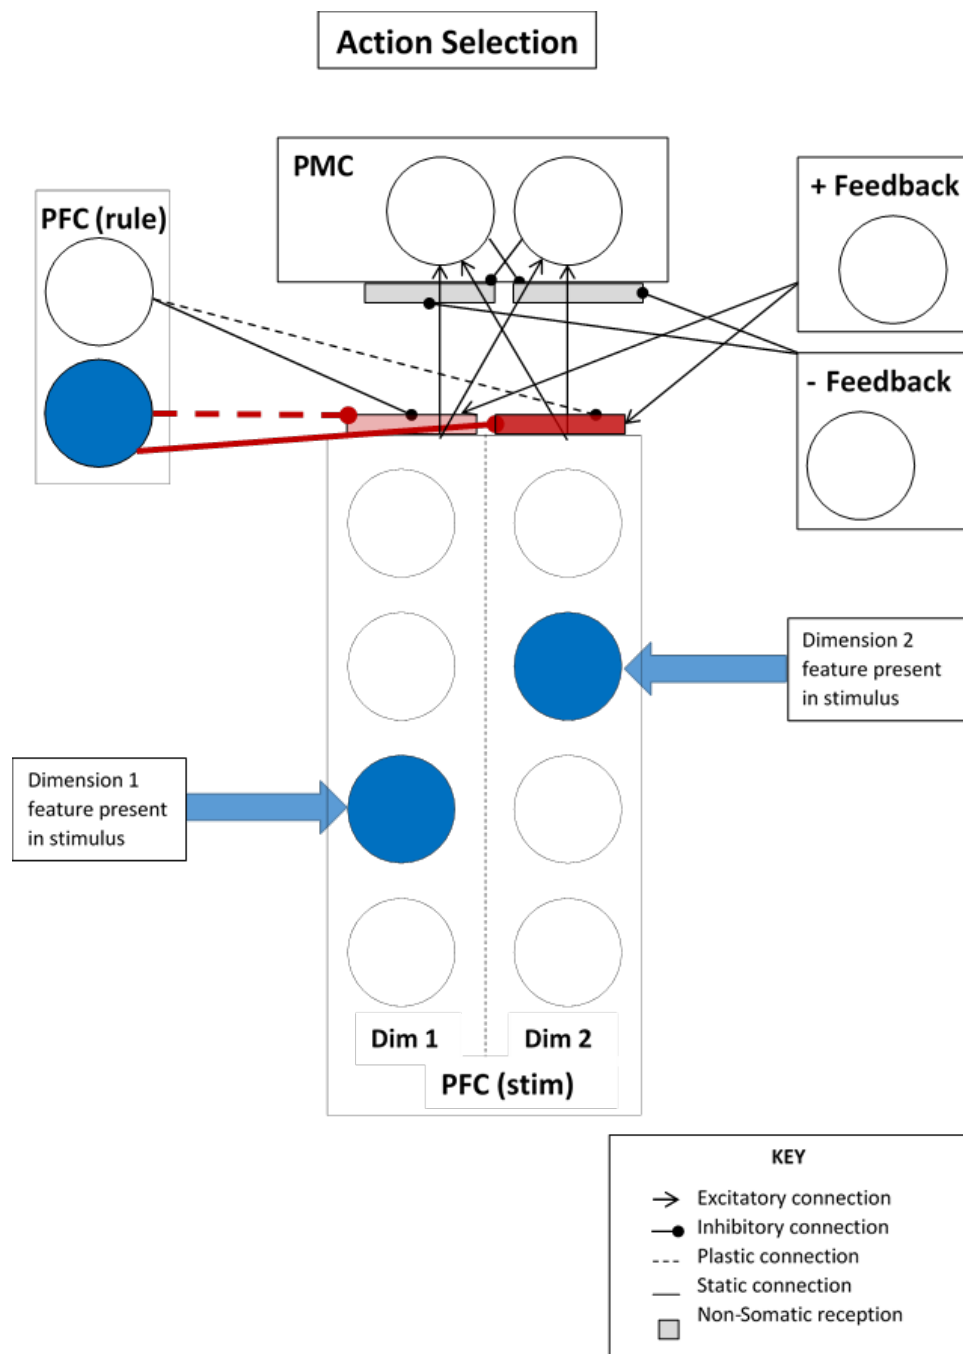 Action Selection
PMC
PFC (rule)
+ Feedback
- Feedback
Dimension 2
feature present
in stimulus
Dimension 1
feature present
in stimulus
Dim 1
Dim 2
PFC (stim)
KEY
Excitatory connection
Inhibitory connection
Plastic connection
Static connection
Non-Somatic reception